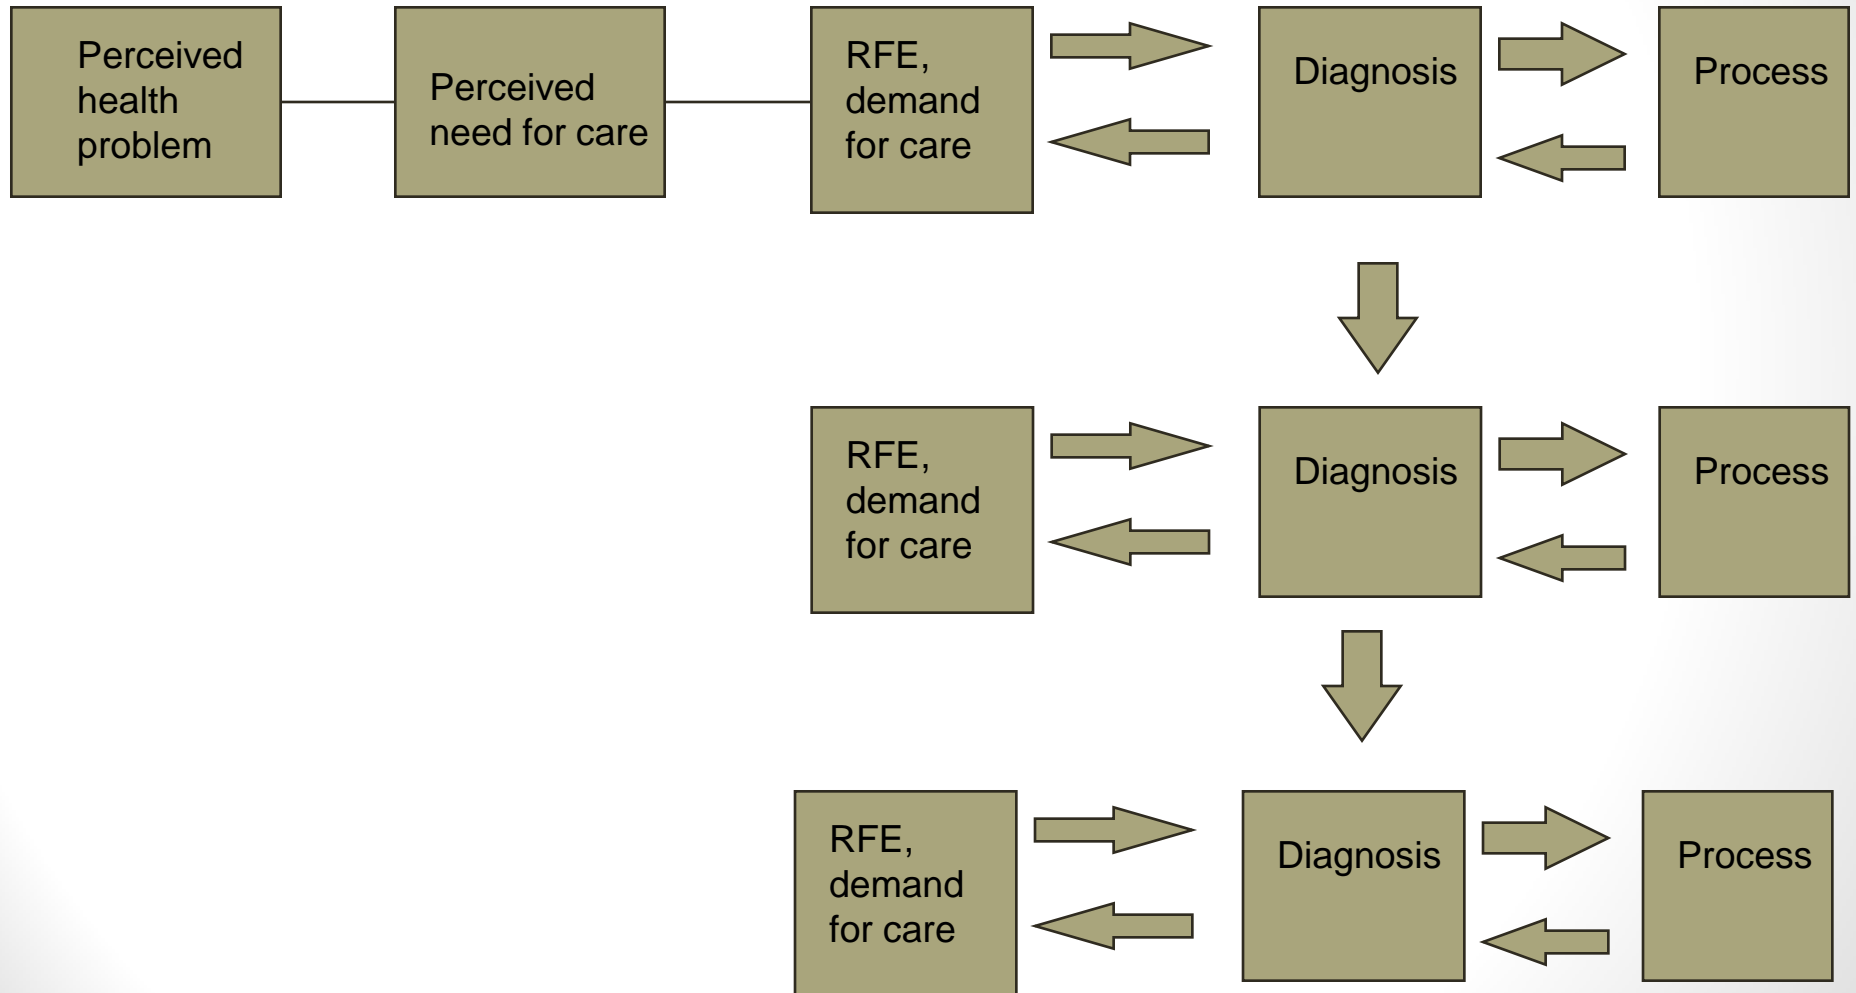 Perceived
health
problem
Perceived
need for care
RFE,
demand
for care
Diagnosis
Process
RFE,
demand
for care
Diagnosis
Process
RFE,
demand
for care
Diagnosis
Process